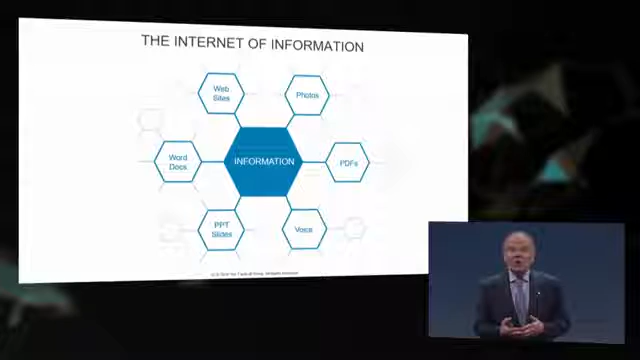 THE INTERNET OF INFORMATION
Web
Sites
Photos
Word
Docs
INFORMATION
PDFs
PPT
Slides
Voice